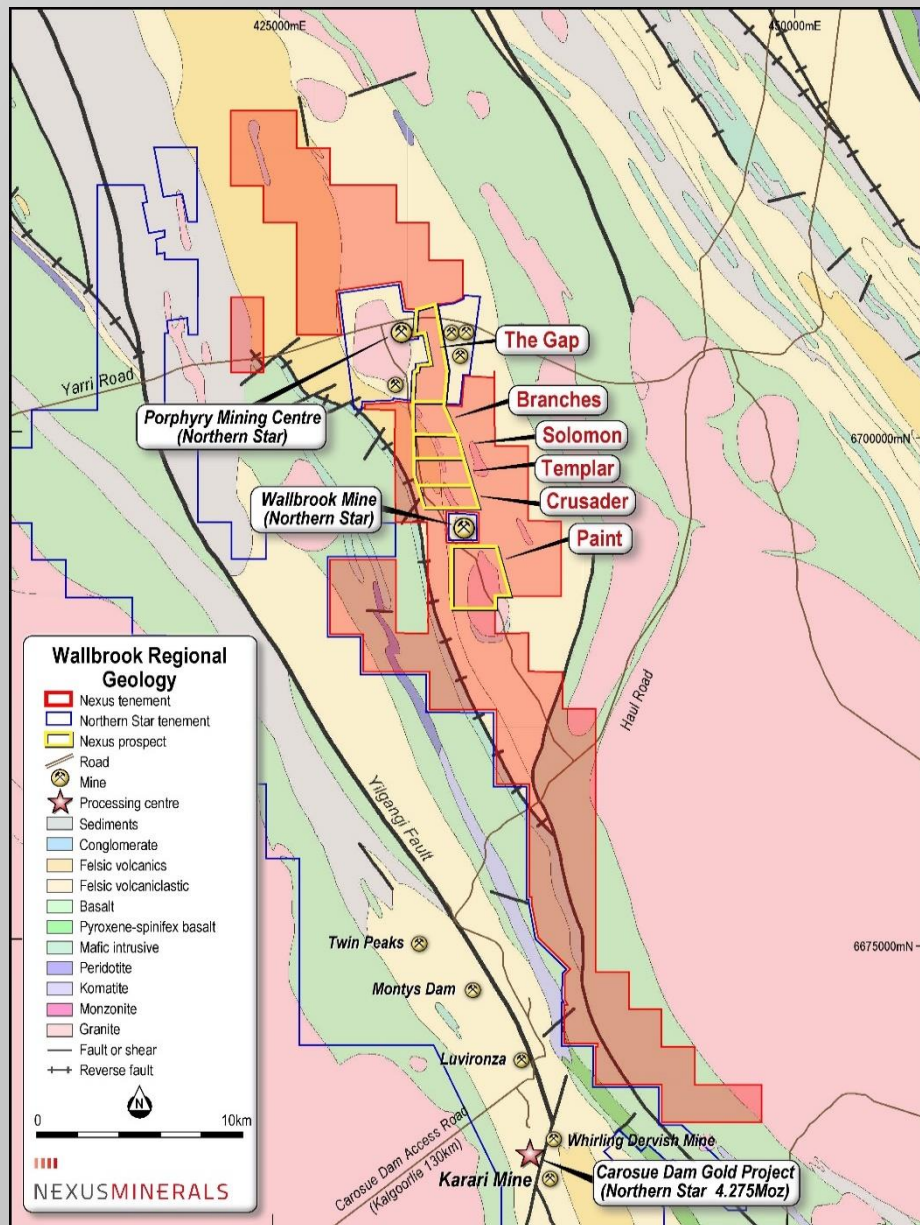 425000mE
450000mE
The Gap
Yarri Road
Branches
Porphyry Mining Centre
(Northern Star)
Solomon
6700000mN
Templar
Wallbrook Mine
(Northern Star)
Crusader
Paint
Haul Road
Yilgangi Fault
Wallbrook Regional
Geology
Nexus tenement
Northern Star tenement
Nexus prospect
Road
Mine
Processing centre
Sediments
Conglomerate
Felsic volcanics
Felsic volcaniclastic
Basalt
Pyroxene-spinifex basalt
Mafic intrusive
Peridotite
Komatite
Monzonite
Granite
Fault or shear
Reverse fault
N
0 10km
NEXUSMINERALS
Twin Peaks
6675000mN
Montys Dam
Luvironza
Carosue Dam Access Road
(Kalgoorlie 130km)
Whirling Dervish Mine
Karari Mine
Carosue Dam Gold Project
(Northern Star 4.275Moz)